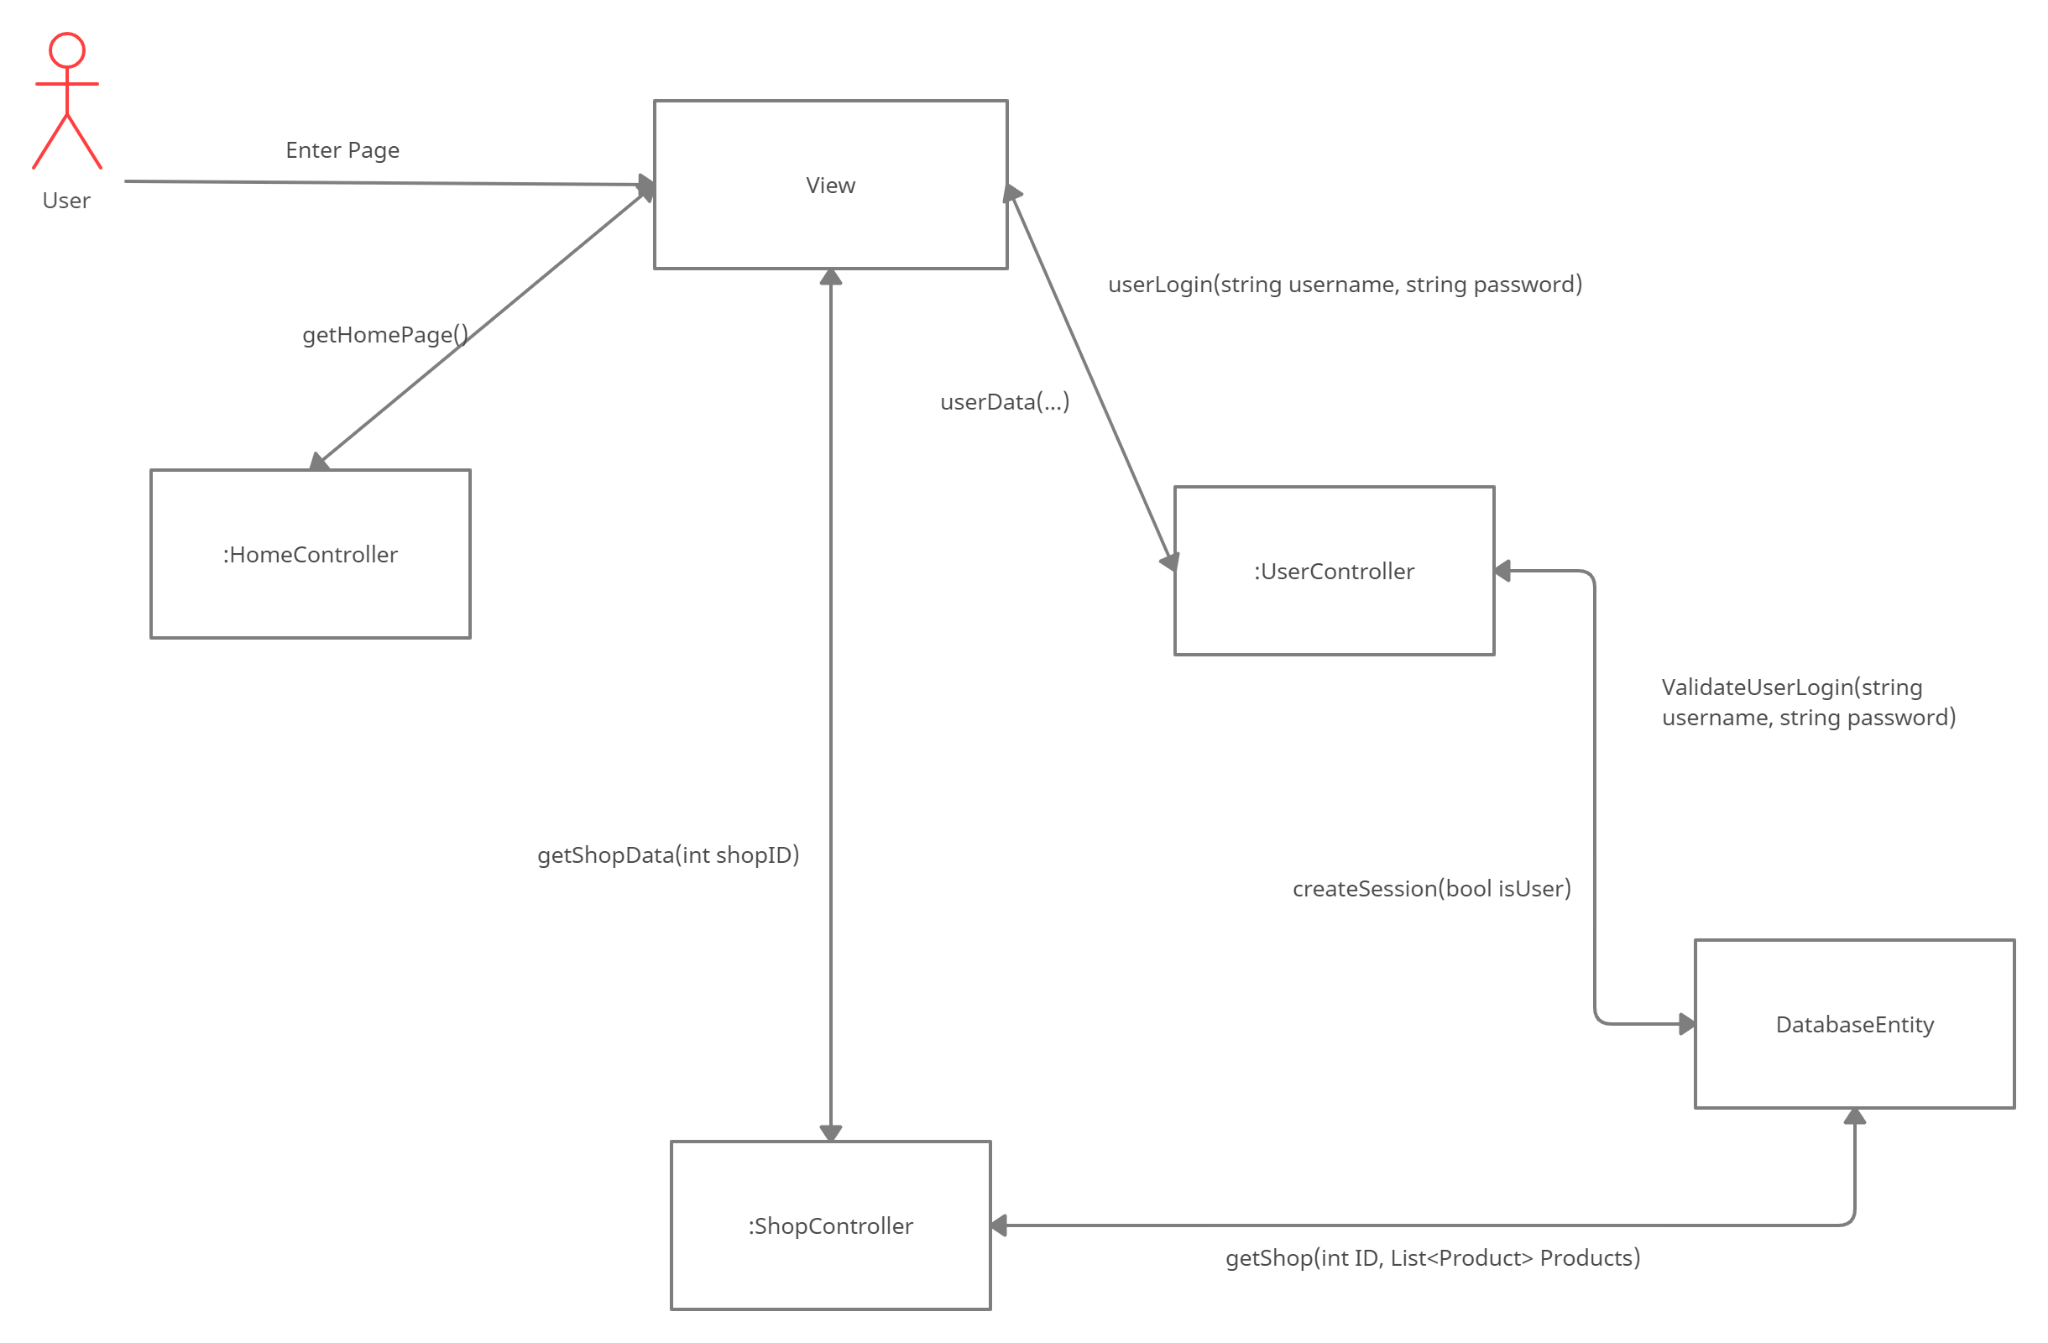 Enter Page
View
User
userLogin(string username, string password)
getHomePage()
userData(...)
:HomeController
:UserController
ValidateUserLogin(string
username, string password)
getShopData(int shopID)
createSession(bool isUser)
DatabaseEntity
:ShopController
getShop(int ID, List<Product> Products)